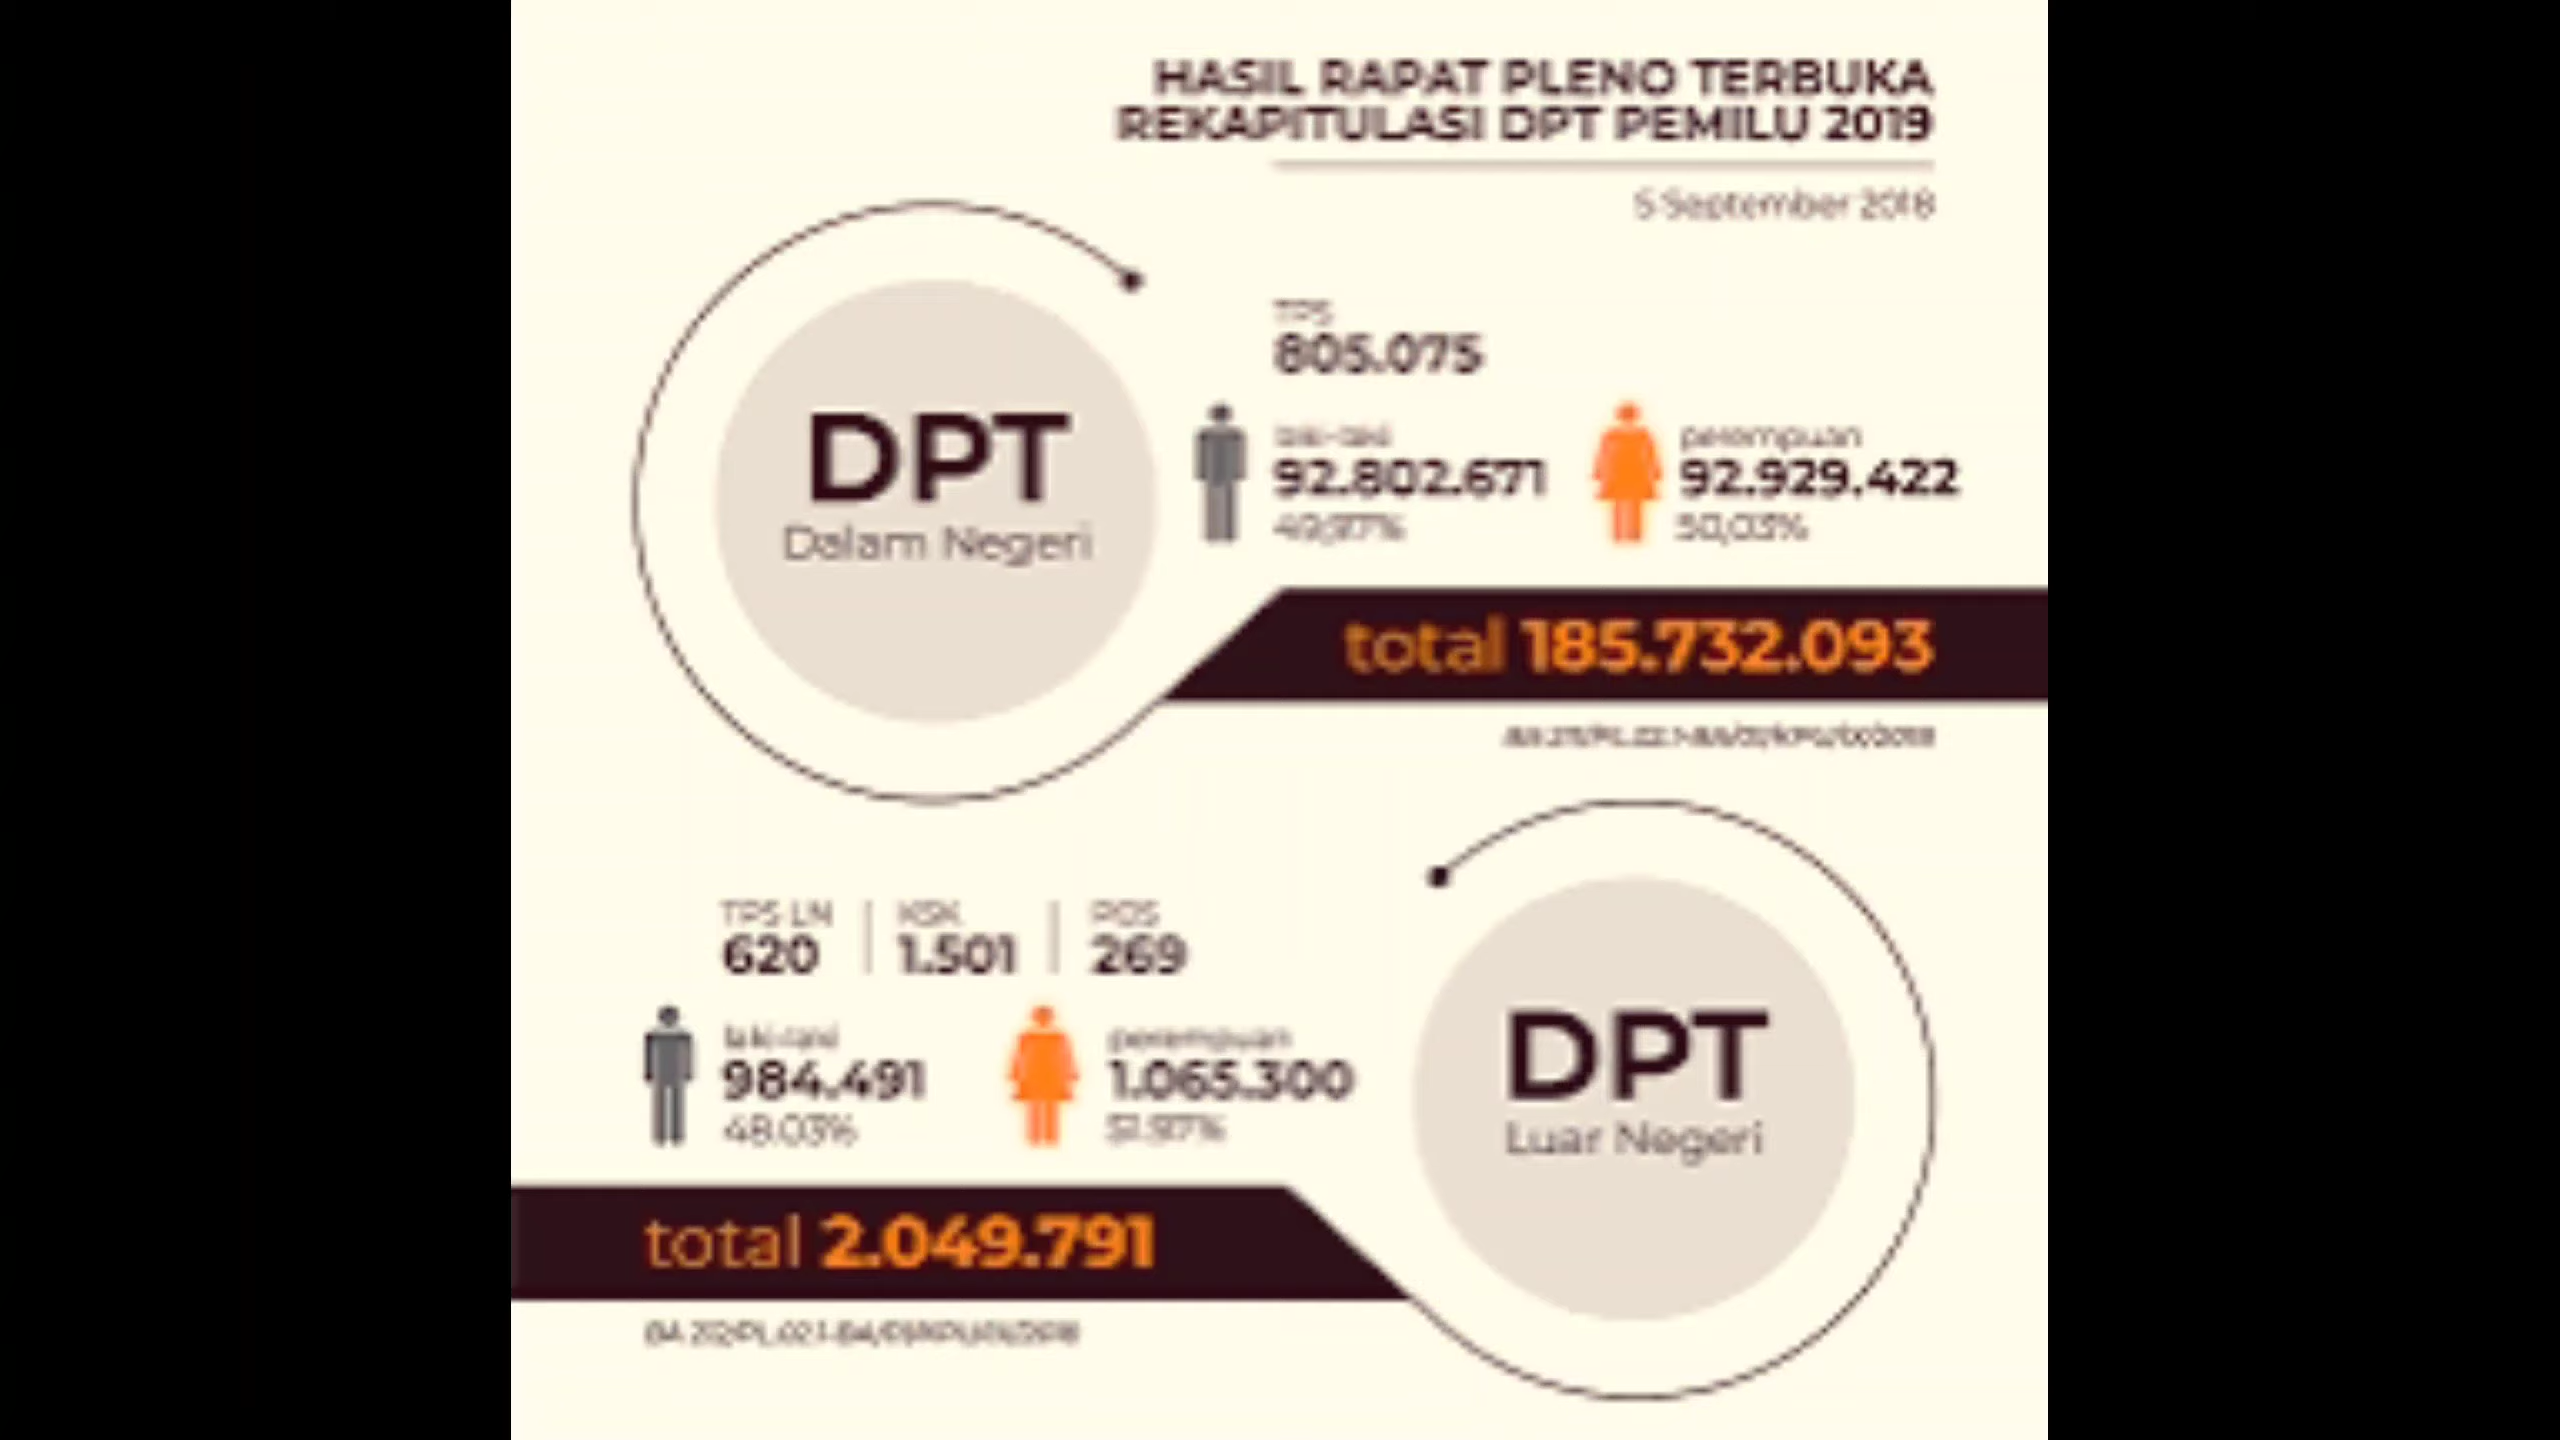 HASIL RAPAT PLENO TERBUKA
REKAPITULASI DPT PEMILU 2019
5 September 2018
DPT
Dalam Negeri
TPS
805.075
laki-laki
92.802.671
49,97%
perempuan
92.929.422
50,03%
total 185.732.093
TPS LN
620
KSK
1.501
POS
269
laki-laki
984.491
48.03%
perempuan
1.065.300
51.97%
DPT
Luar Negeri
total 2.049.791